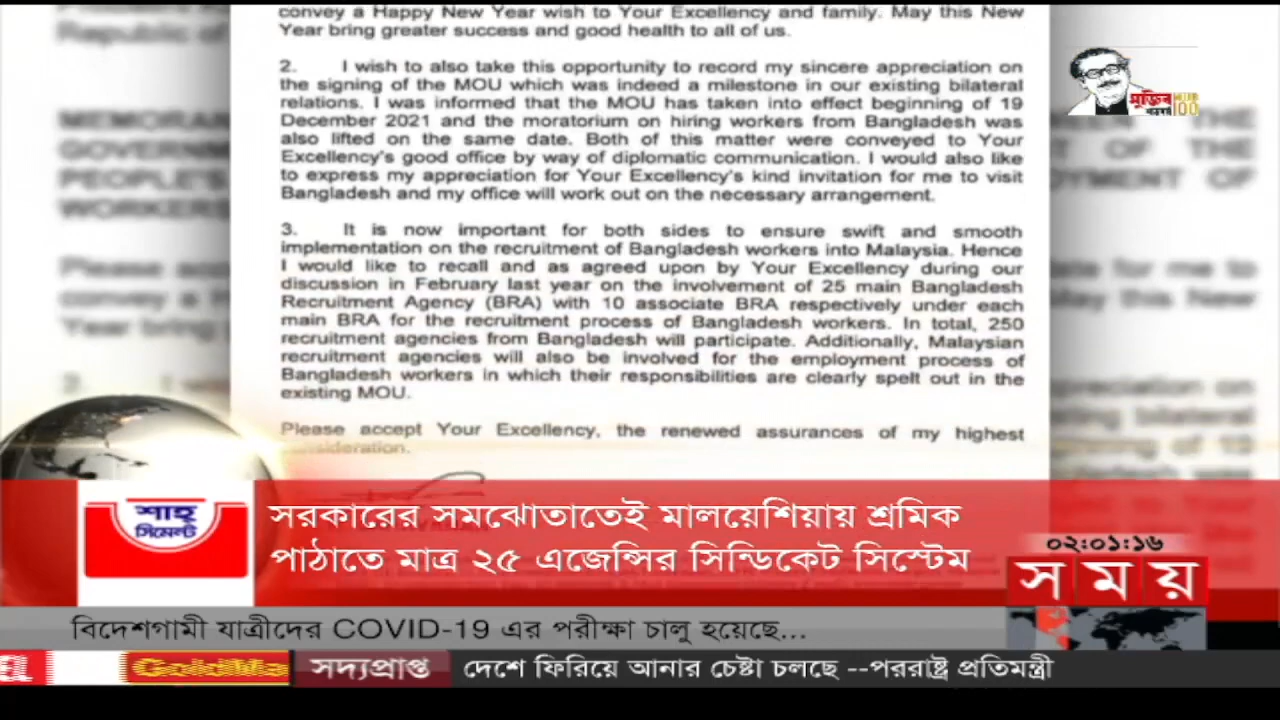 convey a Happy New Year wish to Your Excellency and family. May this New
Year bring greater success and good health to all of us.
2. I wish to also take this opportunity to record my sincere appreciation on
the signing of the MOU which was indeed a milestone in our existing bilateral
relations. I was informed that the MOU has taken into effect beginning of 19
December 2021 and the moratorium on hiring workers from Bangladesh was
also lifted on the same date. Both of this matter were conveyed to Your
Excellency's good office by way of diplomatic communication. I would also like
to express my appreciation for Your Excellency's kind invitation for me to visit
Bangladesh and my office will work out on the necessary arrangement.
3. It is now important for both sides to ensure swift and smooth
implementation on the recruitment of Bangladesh workers into Malaysia. Hence
I would like to recall and as agreed upon by Your Excellency during our
discussion in February last year on the involvement of 25 main Bangladesh
Recruitment Agency (BRA) with 10 associate BRA respectively under each
main BRA for the recruitment process of Bangladesh workers. In total, 250
recruitment agencies from Bangladesh will participate. Additionally, Malaysian
recruitment agencies will also be involved for the employment process of
Bangladesh workers in which their responsibilities are clearly spelt out in the
existing MOU.
Please accept Your Excellency, the renewed assurances of my highest
consideration.
মুজিব
100
শাহ্
সিমেন্ট
সরকারের সমঝোতাতেই মালয়েশিয়ায় শ্রমিক
পাঠাতে মাত্র ২৫ এজেন্সির সিন্ডিকেট সিস্টেম
০২:০১:১৬
সময়
বিদেশগামী যাত্রীদের COVID-19 এর পরীক্ষা চালু হয়েছে...
সদ্যপ্রাপ্ত দেশে ফিরিয়ে আনার চেষ্টা চলছে --পররাষ্ট্র প্রতিমন্ত্রী